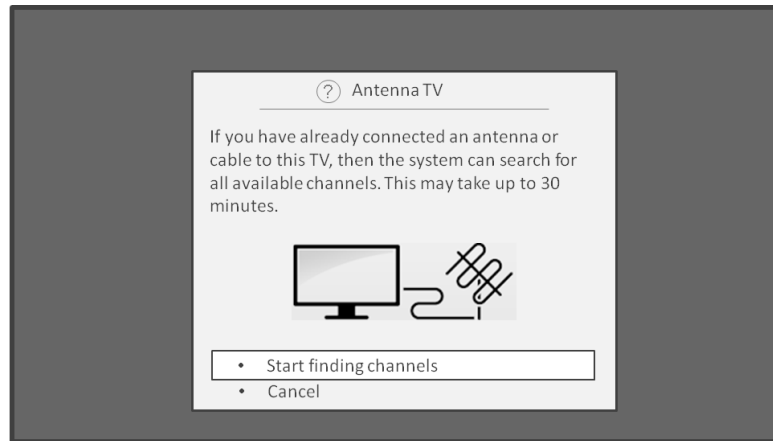 ? Antenna TV
If you have already connected an antenna or
cable to this TV, then the system can search for
all available channels. This may take up to 30
minutes.
• Start finding channels
• Cancel